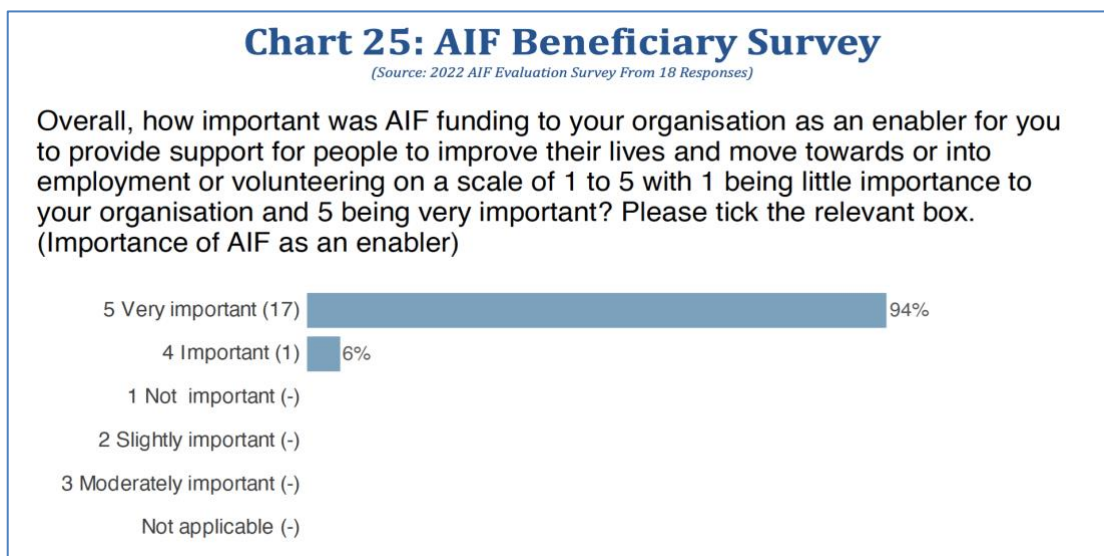 Chart 25: AIF Beneficiary Survey
(Source: 2022 AIF Evaluation Survey From 18 Responses)
Overall, how important was AIF funding to your organisation as an enabler for you
to provide support for people to improve their lives and move towards or into
employment or volunteering on a scale of 1 to 5 with 1 being little importance to
your organisation and 5 being very important? Please tick the relevant box.
(Importance of AIF as an enabler)
5 Very important (17) 94%
4 Important (1) 6%
1 Not important (-)
2 Slightly important (-)
3 Moderately important (-)
Not applicable (-)